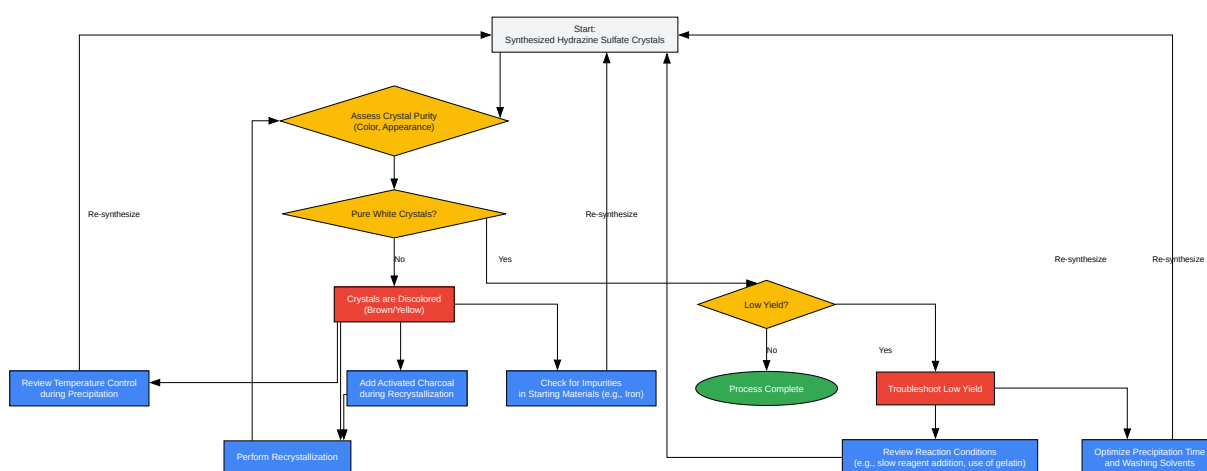 Start:
Synthesized Hydrazine Sulfate Crystals
Assess Crystal Purity
(Color, Appearance)
Re-synthesize
Pure White Crystals?
Re-synthesize
No
Yes
Re-synthesize
Re-synthesize
Crystals are Discolored
(Brown/Yellow)
Low Yield?
No
Yes
Review Temperature Control
during Precipitation
Add Activated Charcoal
during Recrystallization
Check for Impurities
in Starting Materials (e.g., Iron)
Process Complete
Troubleshoot Low Yield
Perform Recrystallization
Review Reaction Conditions
(e.g., slow reagent addition, use of gelatin)
Optimize Precipitation Time
and Washing Solvents